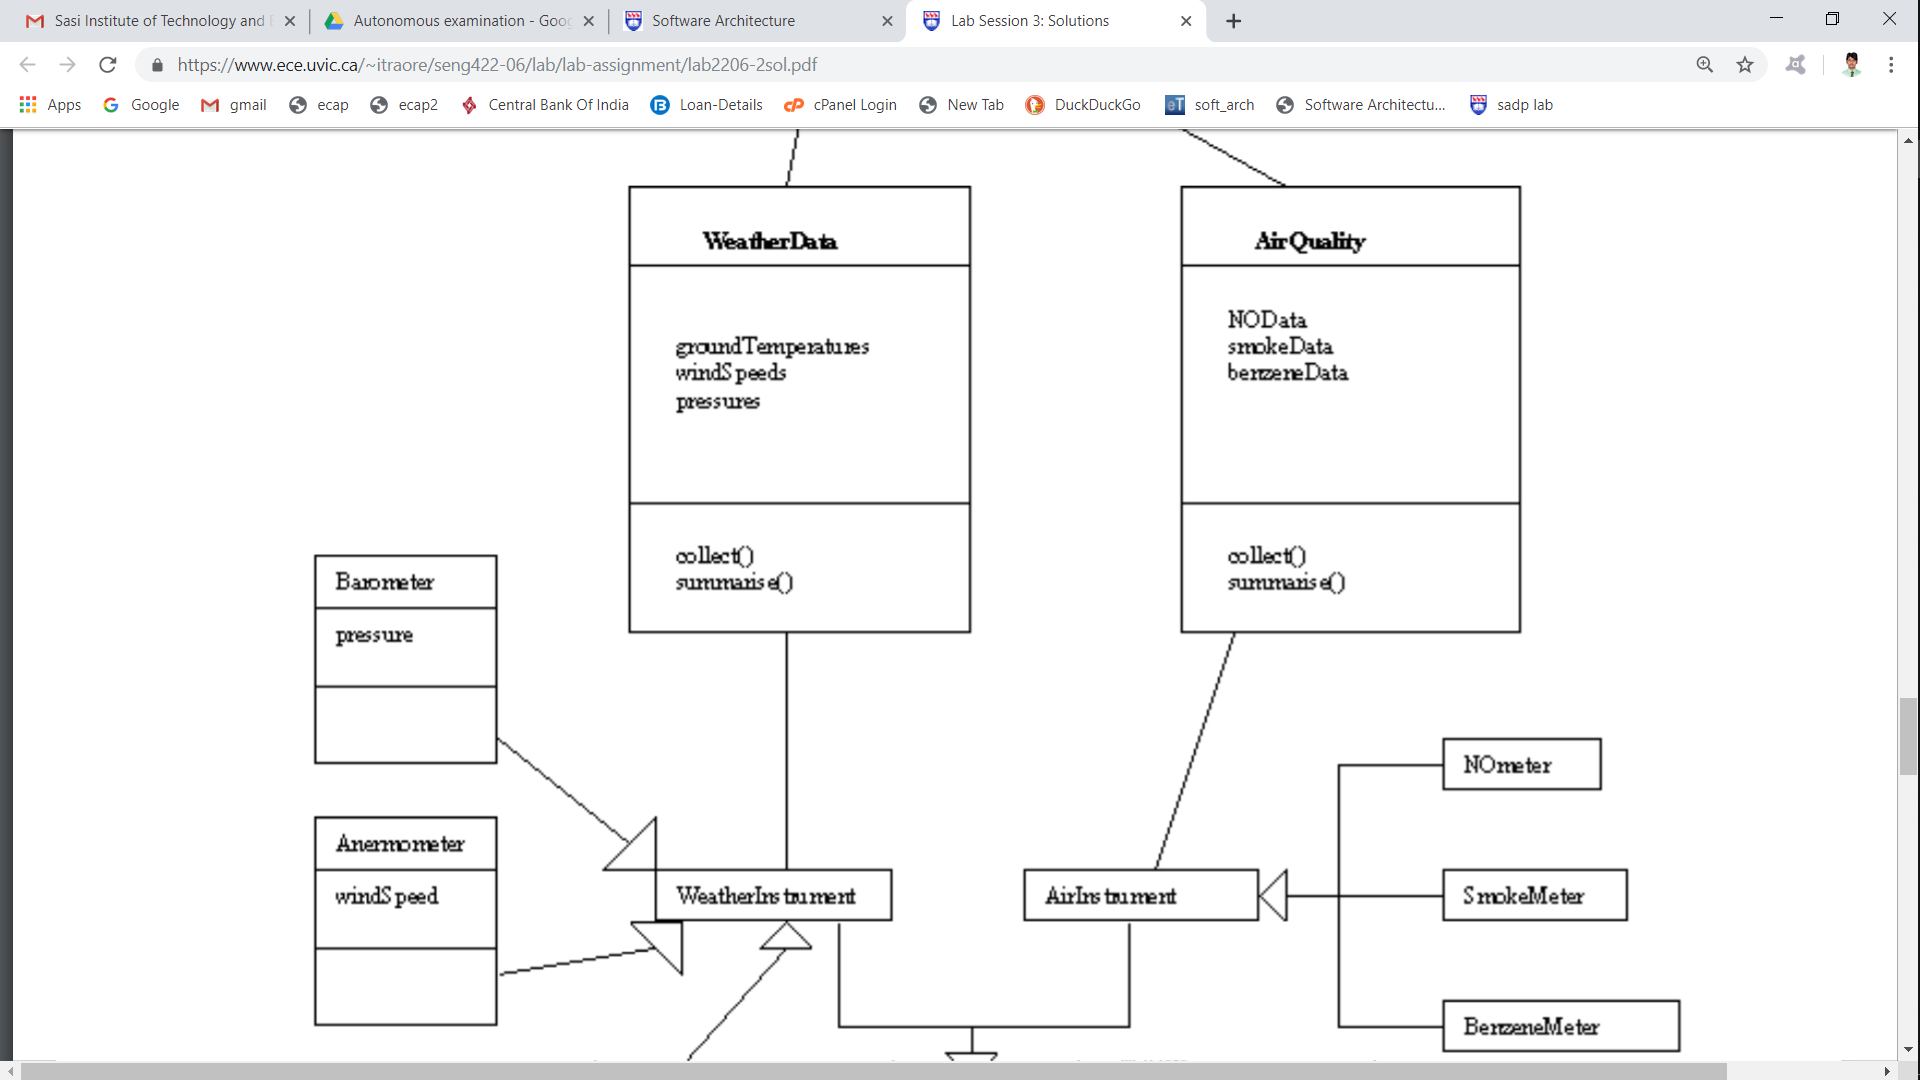 Sasi Institute of Technology and E
Autonomous examination - Goog
Software Architecture
Lab Session 3: Solutions
https://www.ece.uvic.ca/~itraore/seng422-06/lab/lab-assignment/lab2206-2sol.pdf
Apps
Google
gmail
ecap
ecap2
Central Bank Of India
Loan-Details
cPanel Login
New Tab
DuckDuckGo
soft_arch
Software Architectu...
sadp lab
WeatherData
groundTemperatures
windSpeeds
pressures
collect()
summarise()
AirQuality
NOData
smokeData
benzeneData
collect()
summarise()
Barometer
pressure
Anermometer
windSpeed
WeatherInstrument
AirInstrument
NOmeter
SmokeMeter
BenzeneMeter